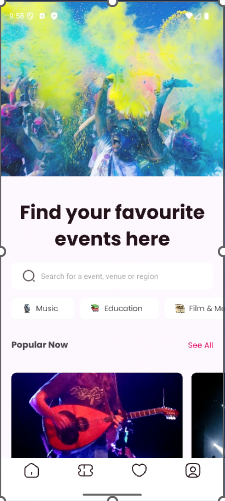 9:56
Find your favourite
events here
Search for a event, venue or region
Music
Education
Film & Me
Popular Now
See All